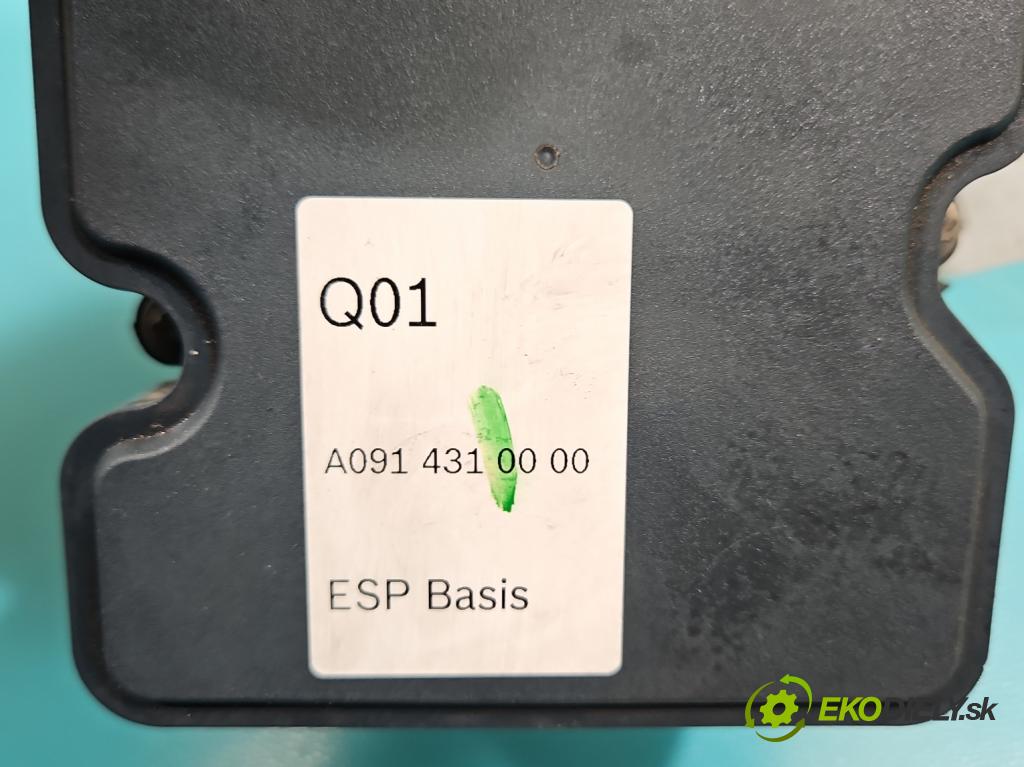 Q01
A091 431 00 00
ESP Basis
EKODIELY.sk